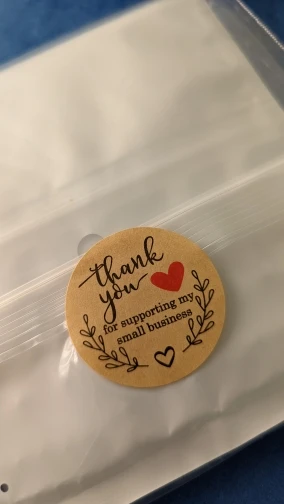 thank
you
for supporting my
small business